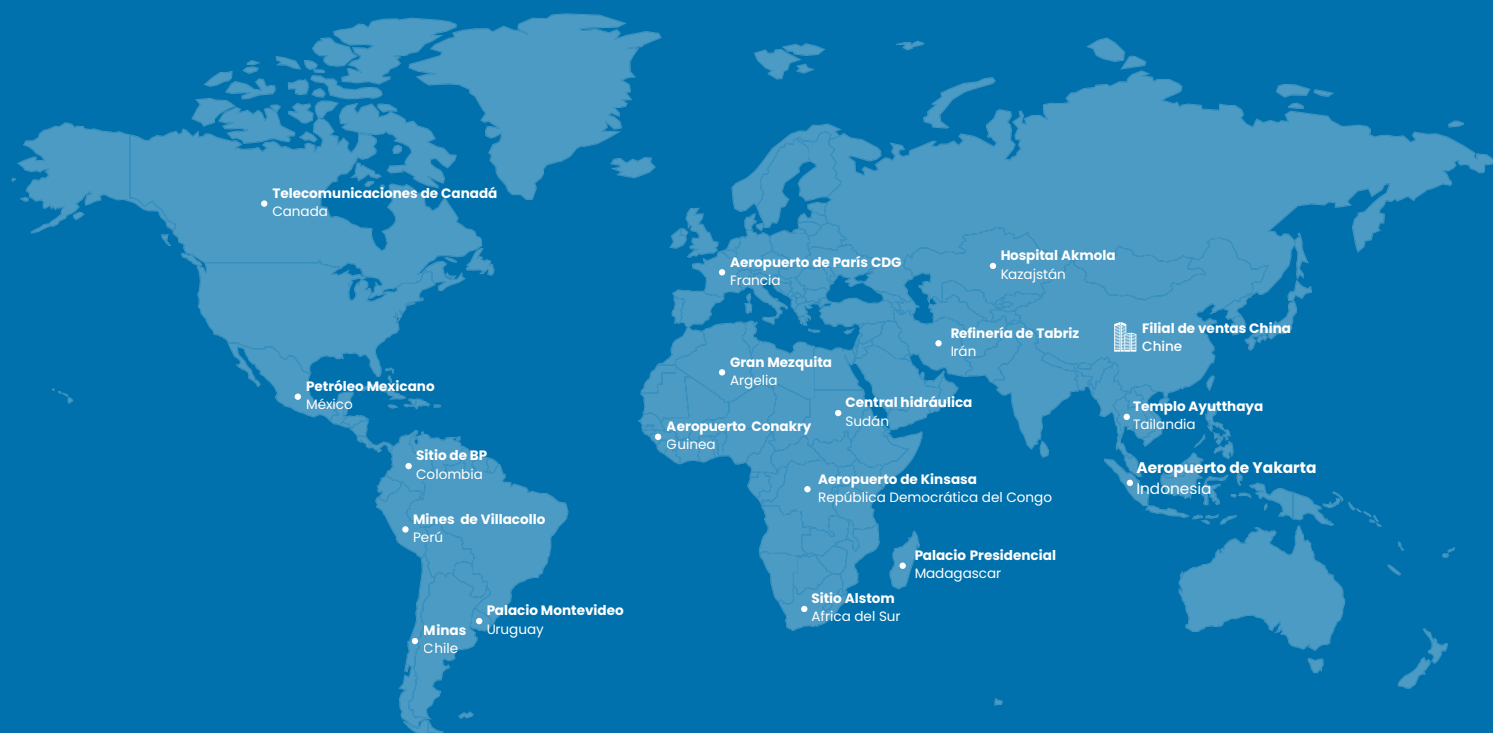 Telecomunicaciones de Canadá
Canada
Hospital Akmola
Kazajstán
Aeropuerto de París CDG
Francia
Filial de ventas China
Chine
Refinería de Tabriz
Irán
Gran Mezquita
Argelia
Petróleo Mexicano
México
Central hidráulica
Sudán
Templo Ayutthaya
Tailandia
Aeropuerto Conakry
Guinea
Sitio de BP
Colombia
Aeropuerto de Yakarta
Indonesia
Aeropuerto de Kinsasa
República Democrática del Congo
Mines de Villacollo
Perú
Palacio Presidencial
Madagascar
Sitio Alstom
Africa del Sur
Palacio Montevideo
Uruguay
Minas
Chile